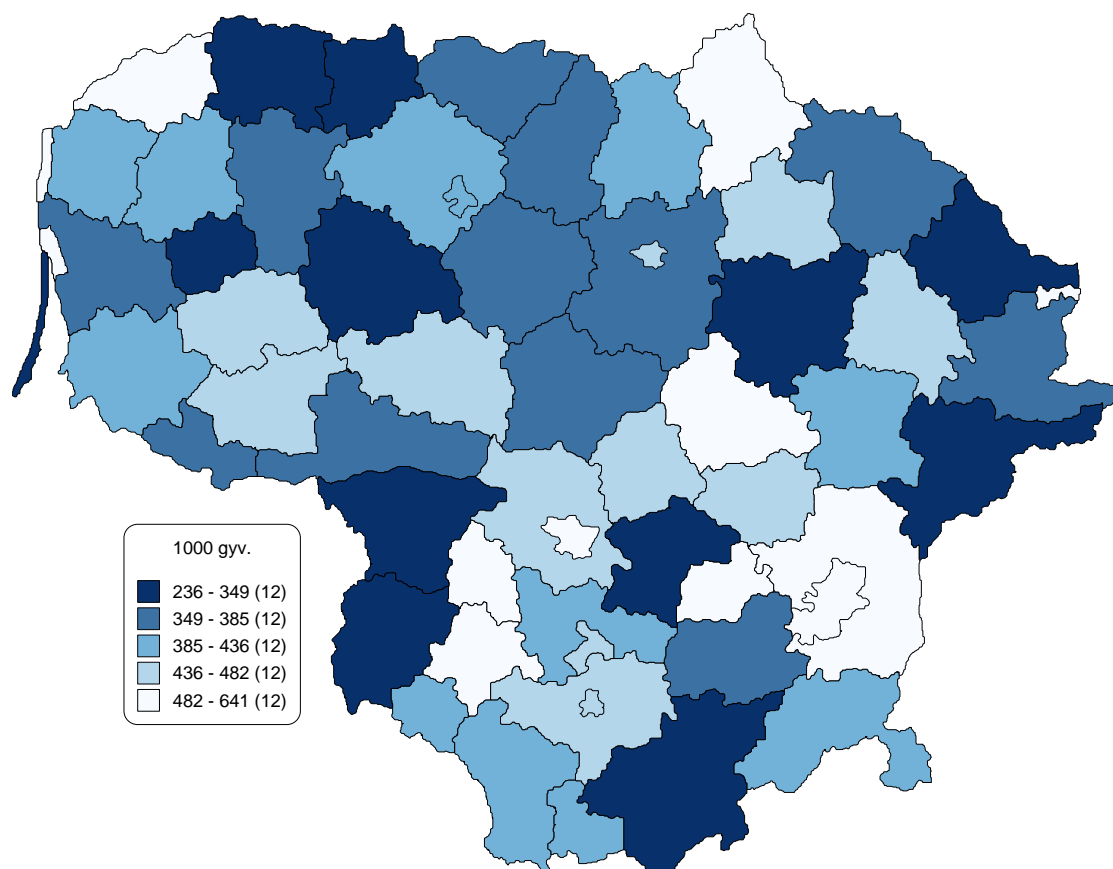 1000 gyv.
236 - 349 (12)
349 - 385 (12)
385 - 436 (12)
436 - 482 (12)
482 - 641 (12)